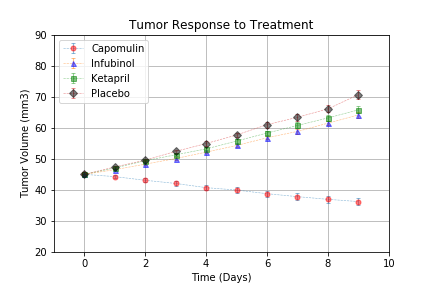 Tumor Response to Treatment
90
80
70
60
50
40
30
20
Tumor Volume (mm3)
Capomulin
Infubinol
Ketapril
Placebo
0 2 4 6 8 10
Time (Days)